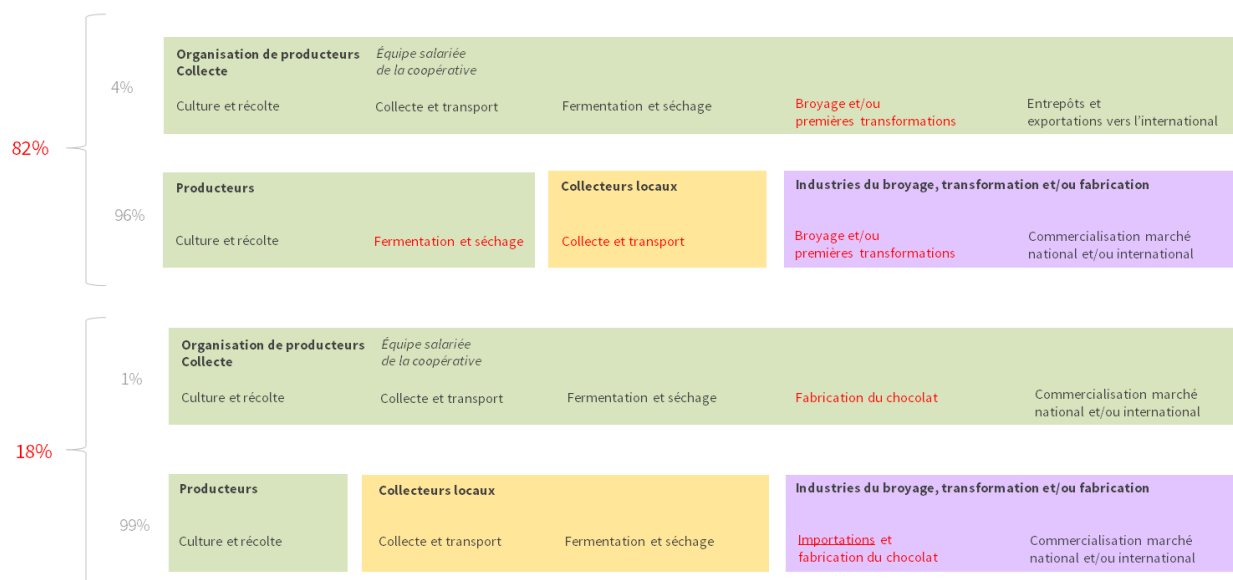 Organisation de producteurs
Collecte
Équipe salariée
de la coopérative
4%
Culture et récolte
Collecte et transport
Fermentation et séchage
Broyage et/ou
premières transformations
Entrepôts et
exportations vers l'international
82%
Producteurs
Collecteurs locaux
Industries du broyage, transformation et/ou fabrication
96%
Culture et récolte
Fermentation et séchage
Collecte et transport
Broyage et/ou
premières transformations
Commercialisation marché
national et/ou international
Organisation de producteurs
Collecte
Équipe salariée
de la coopérative
1%
Culture et récolte
Collecte et transport
Fermentation et séchage
Fabrication du chocolat
Commercialisation marché
national et/ou international
18%
Producteurs
Collecteurs locaux
Industries du broyage, transformation et/ou fabrication
99%
Culture et récolte
Collecte et transport
Fermentation et séchage
Importations et
fabrication du chocolat
Commercialisation marché
national et/ou international